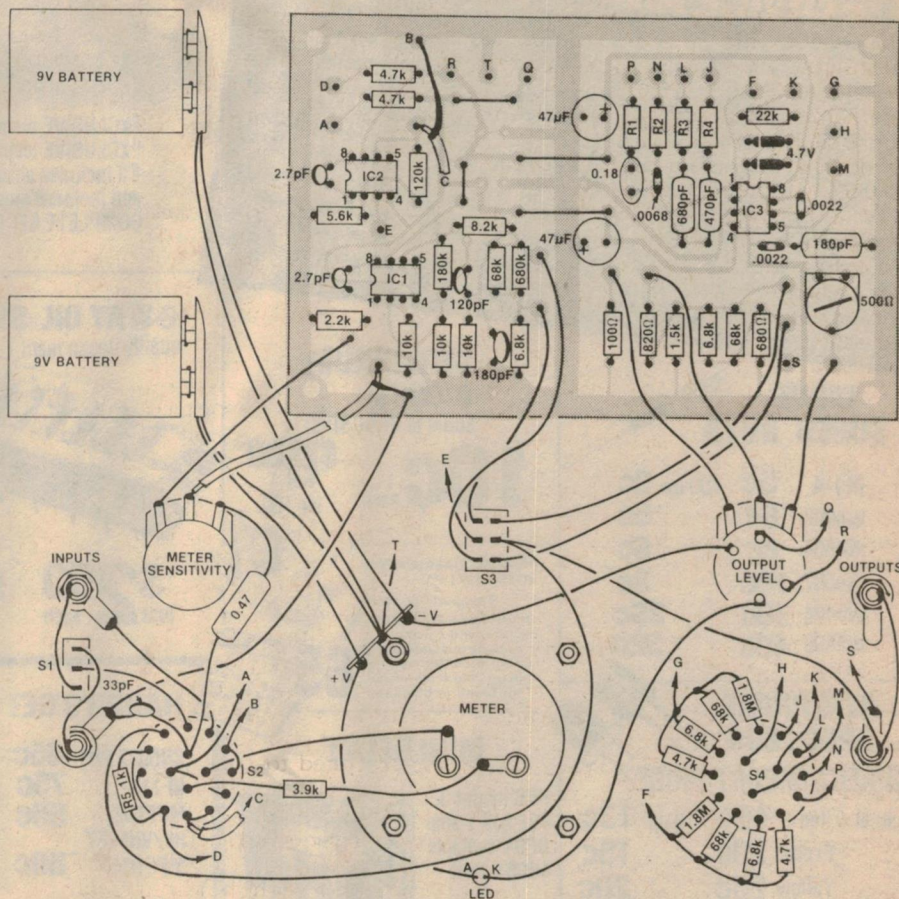 9V BATTERY
B
R T Q
P N L J
F K G
4.7k
4.7k
D
A
47µF
+
R1
R2
R3
R4
22k
H
4.7V
M
8 5
IC2
1 4
2.7pF
120k
C
0.18
.0068
680pF
470pF
1 8
IC3
4 5
.0022
5.6k
E
8.2k
47µF
+
.0022
180pF
8 5
IC1
1 4
2.7pF
180k
120pF
68k
680k
500Ω
9V BATTERY
2.2k
10k
10k
10k
180pF
6.8k
100Ω
820Ω
1.5k
6.8k
68k
680Ω
S
E
S3
METER
SENSITIVITY
INPUTS
OUTPUT
LEVEL
Q
R
OUTPUTS
T
0.47
-V
+V
S1
33pF
A
B
S2
METER
3.9k
R5 1k
C
D
G
1.8M
68k
6.8k
4.7k
H
K
J
M
L
N
P
S4
S
F
1.8M
68k
6.8k
4.7k
A K
LED